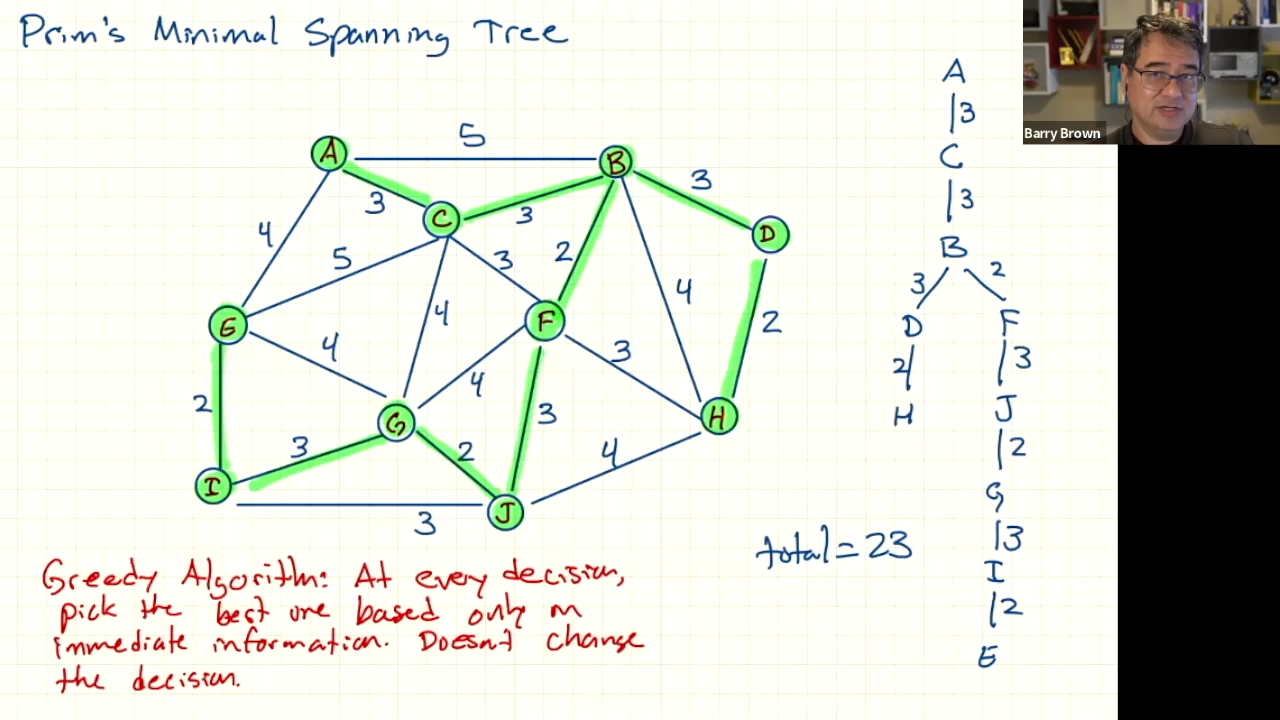 Prim's Minimal Spanning Tree
A
5
B
3
D
3
C
3
4
5
3
2
4
2
E
4
4
F
3
4
2
3
G
2
3
4
H
I
3
J
A
3
C
3
B
3 2
D F
2 3
H J
2
G
3
I
2
E
total = 23
Greedy Algorithm: At every decision,
pick the best one based only on
immediate information. Doesn't change
the decision.
Barry Brown